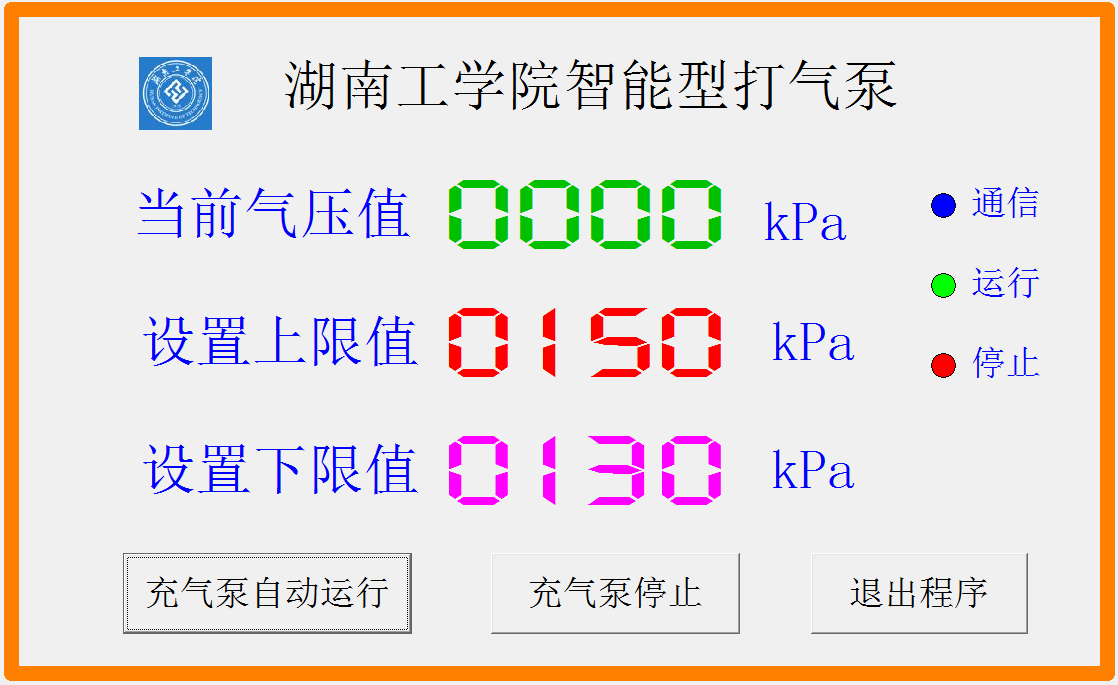 湖南工学院智能型打气泵
当前气压值 0000 kPa
通信
运行
设置上限值 0150 kPa
停止
设置下限值 0130 kPa
充气泵自动运行 充气泵停止 退出程序